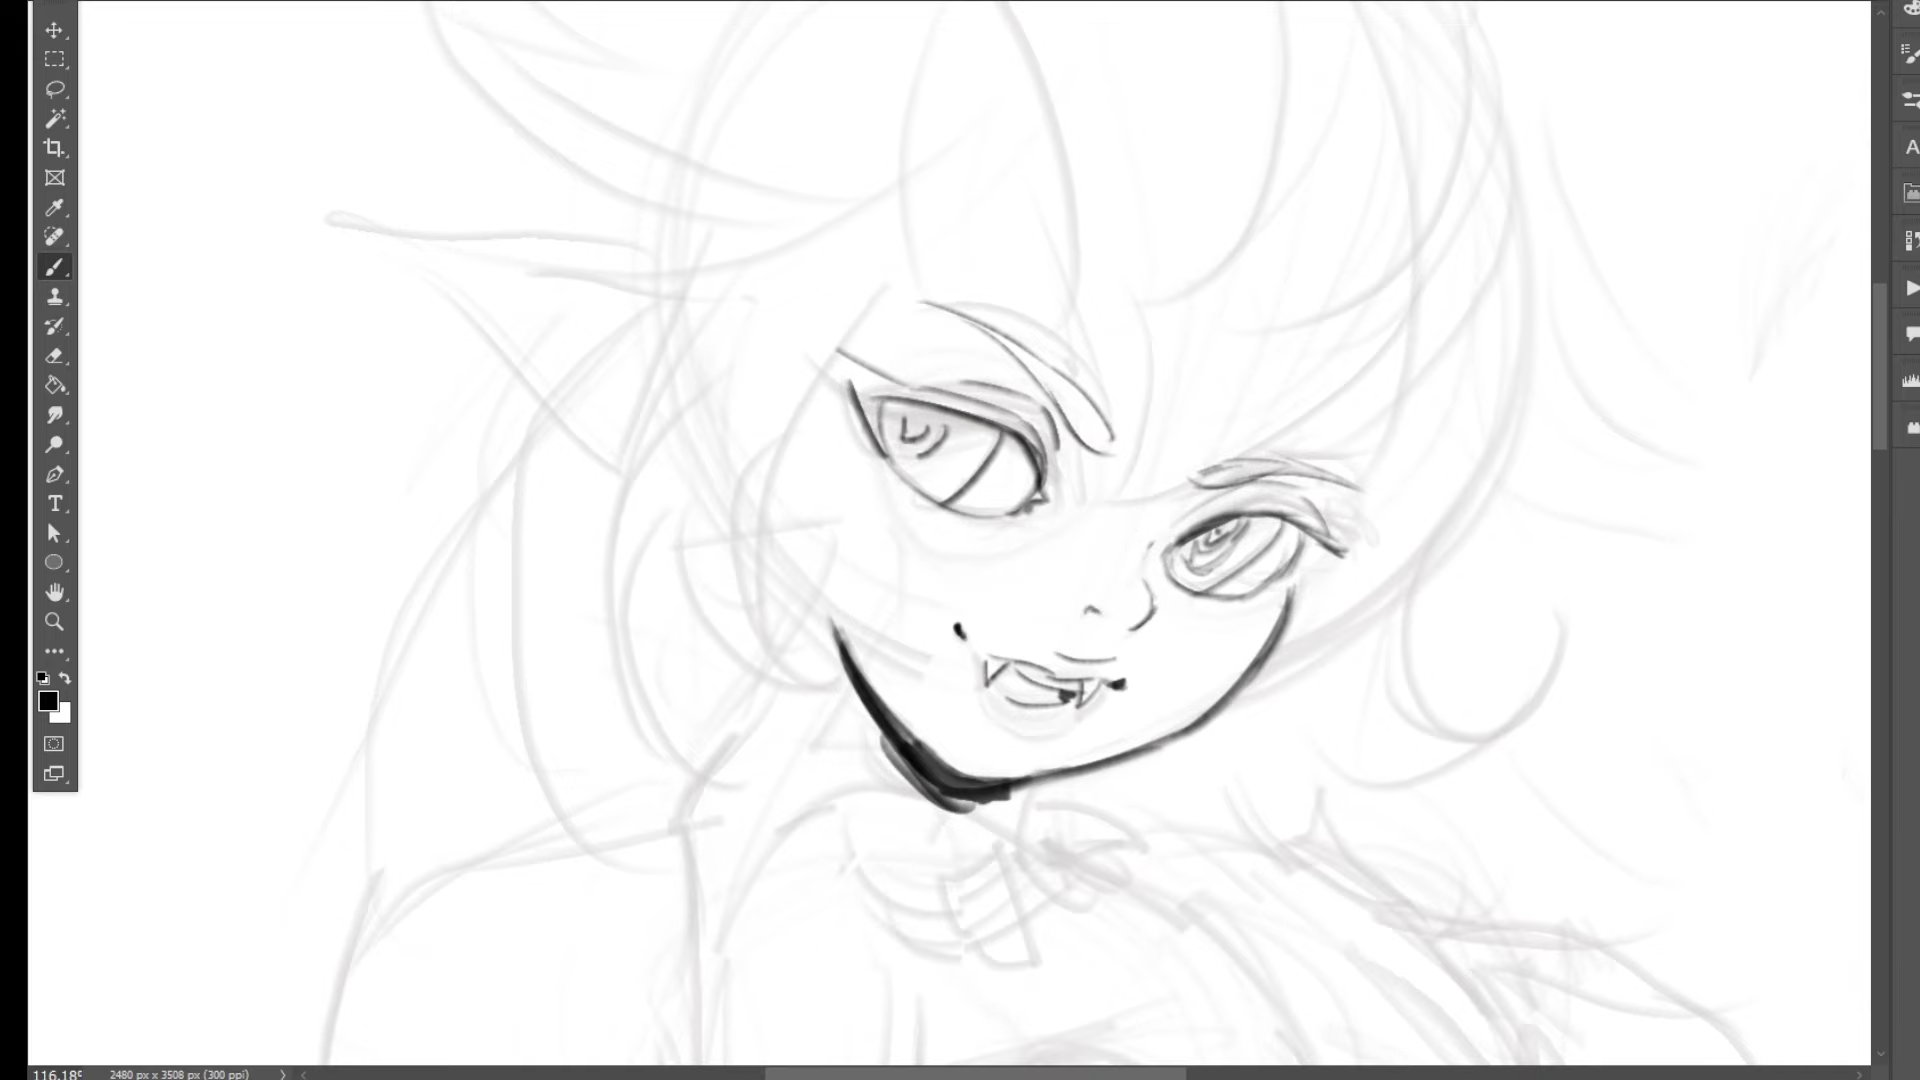 116.18%
2480 px x 3508 px (300 ppi)